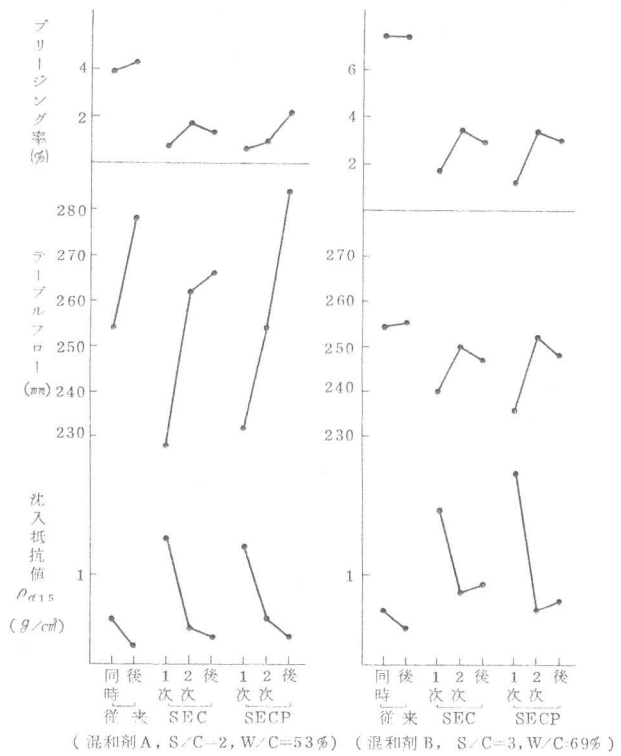 ブリージング率(%)
4
2
6
4
2
テーブルフロー(mm)
280
270
260
250
240
230
270
260
250
240
230
沈入抵抗値
ρα15
(g/cm³)
1
1
同時 後 1次 2次 後 1次 2次 後
従来 SEC SECP
同時 後 1次 2次 後 1次 2次 後
従来 SEC SECP
(混和剤A, S/C=2, W/C=53%)
(混和剤B, S/C=3, W/C=69%)